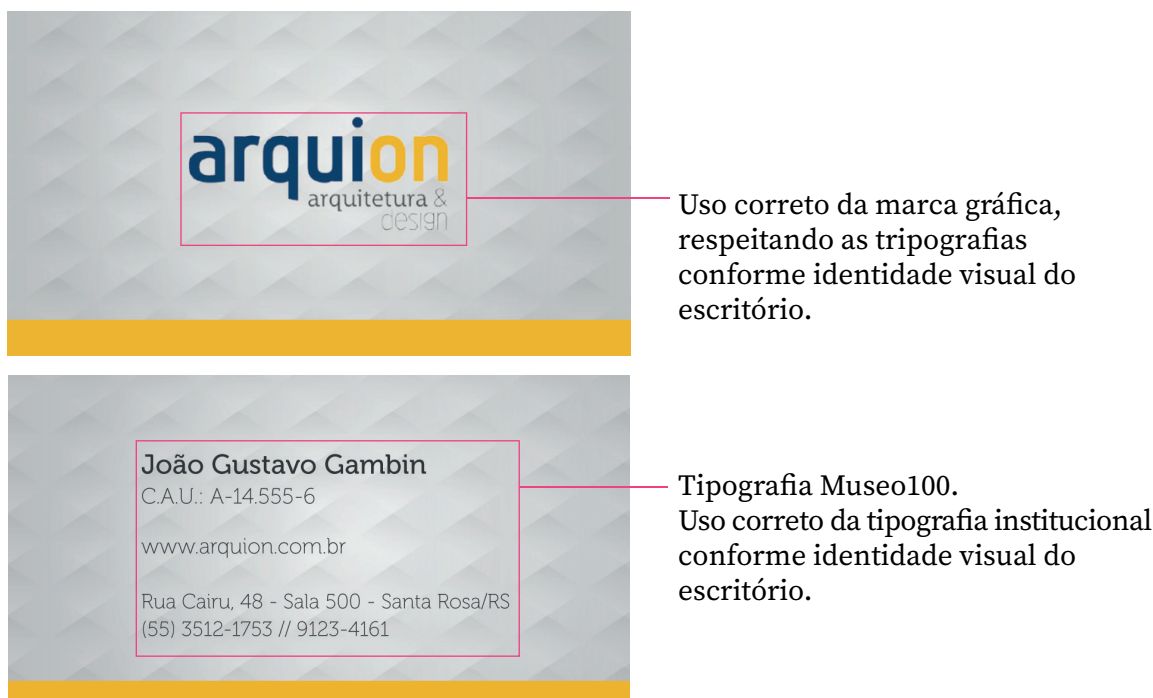 arquion
arquitetura &
design
Uso correto da marca gráfica,
respeitando as tripografias
conforme identidade visual do
escritório.
João Gustavo Gambin
C.A.U.: A-14.555-6
www.arquion.com.br
Rua Cairu, 48 - Sala 500 - Santa Rosa/RS
(55) 3512-1753 // 9123-4161
Tipografia Museo100.
Uso correto da tipografia institucional
conforme identidade visual do
escritório.